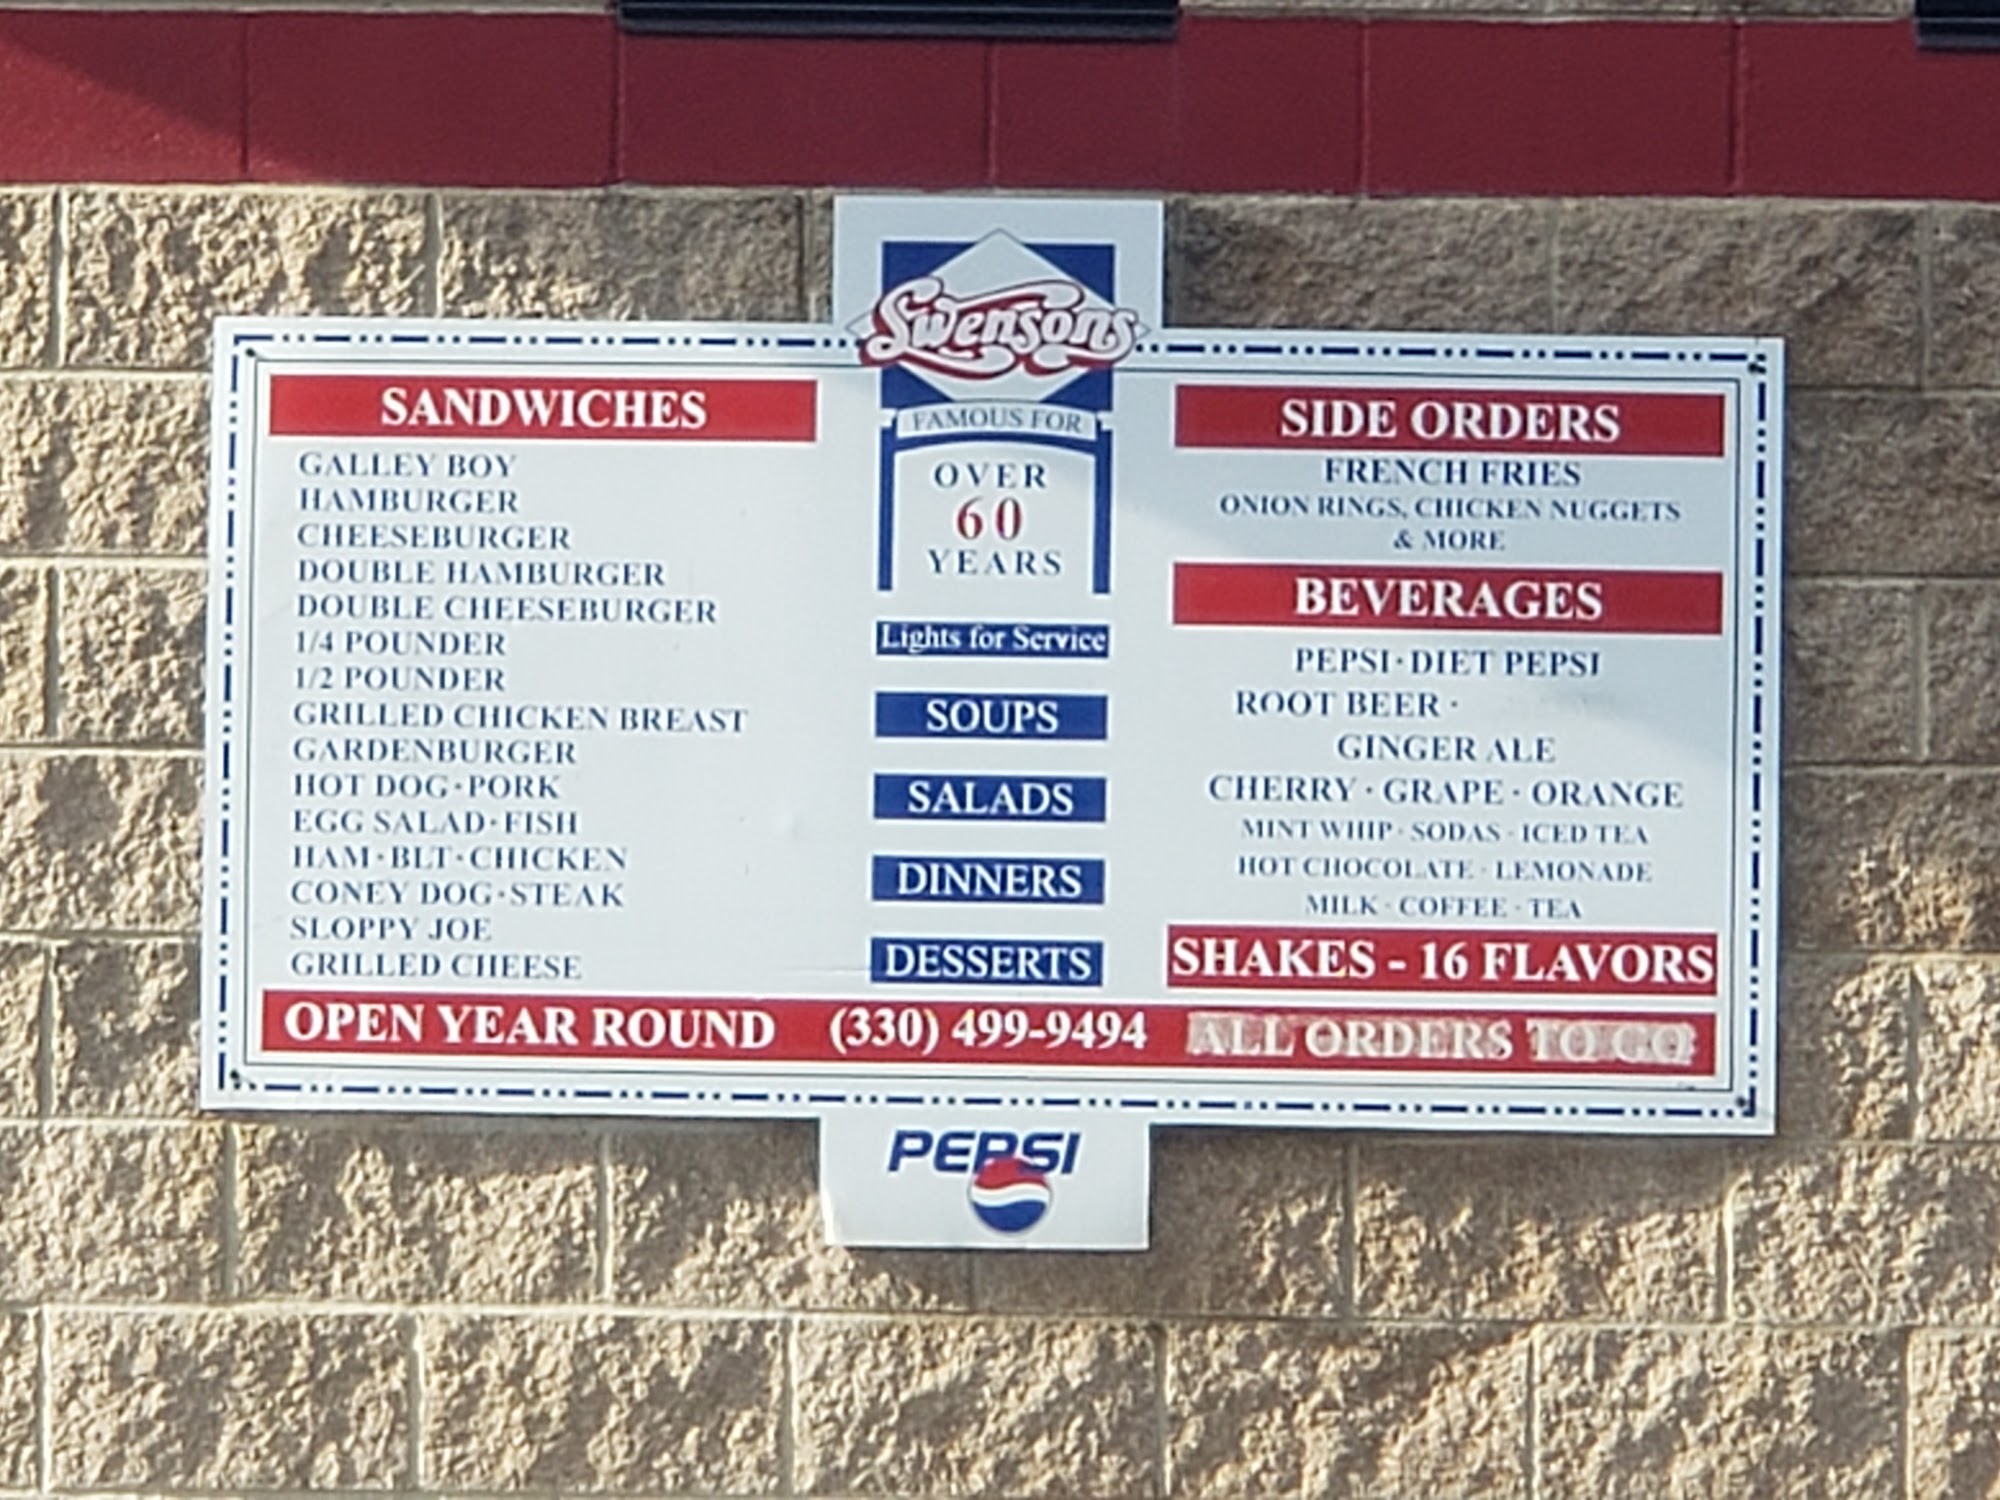 Swensons
FAMOUS FOR
OVER
60
YEARS
Lights for Service
SOUPS
SALADS
DINNERS
DESSERTS
SANDWICHES
GALLEY BOY
HAMBURGER
CHEESEBURGER
DOUBLE HAMBURGER
DOUBLE CHEESEBURGER
1/4 POUNDER
1/2 POUNDER
GRILLED CHICKEN BREAST
GARDENBURGER
HOT DOG·PORK
EGG SALAD·FISH
HAM·BLT·CHICKEN
CONEY DOG·STEAK
SLOPPY JOE
GRILLED CHEESE
SIDE ORDERS
FRENCH FRIES
ONION RINGS, CHICKEN NUGGETS
& MORE
BEVERAGES
PEPSI·DIET PEPSI
ROOT BEER ·
GINGER ALE
CHERRY · GRAPE · ORANGE
MINT WHIP · SODAS · ICED TEA
HOT CHOCOLATE · LEMONADE
MILK · COFFEE · TEA
SHAKES - 16 FLAVORS
OPEN YEAR ROUND (330) 499-9494 ALL ORDERS TO GO
PEPSI